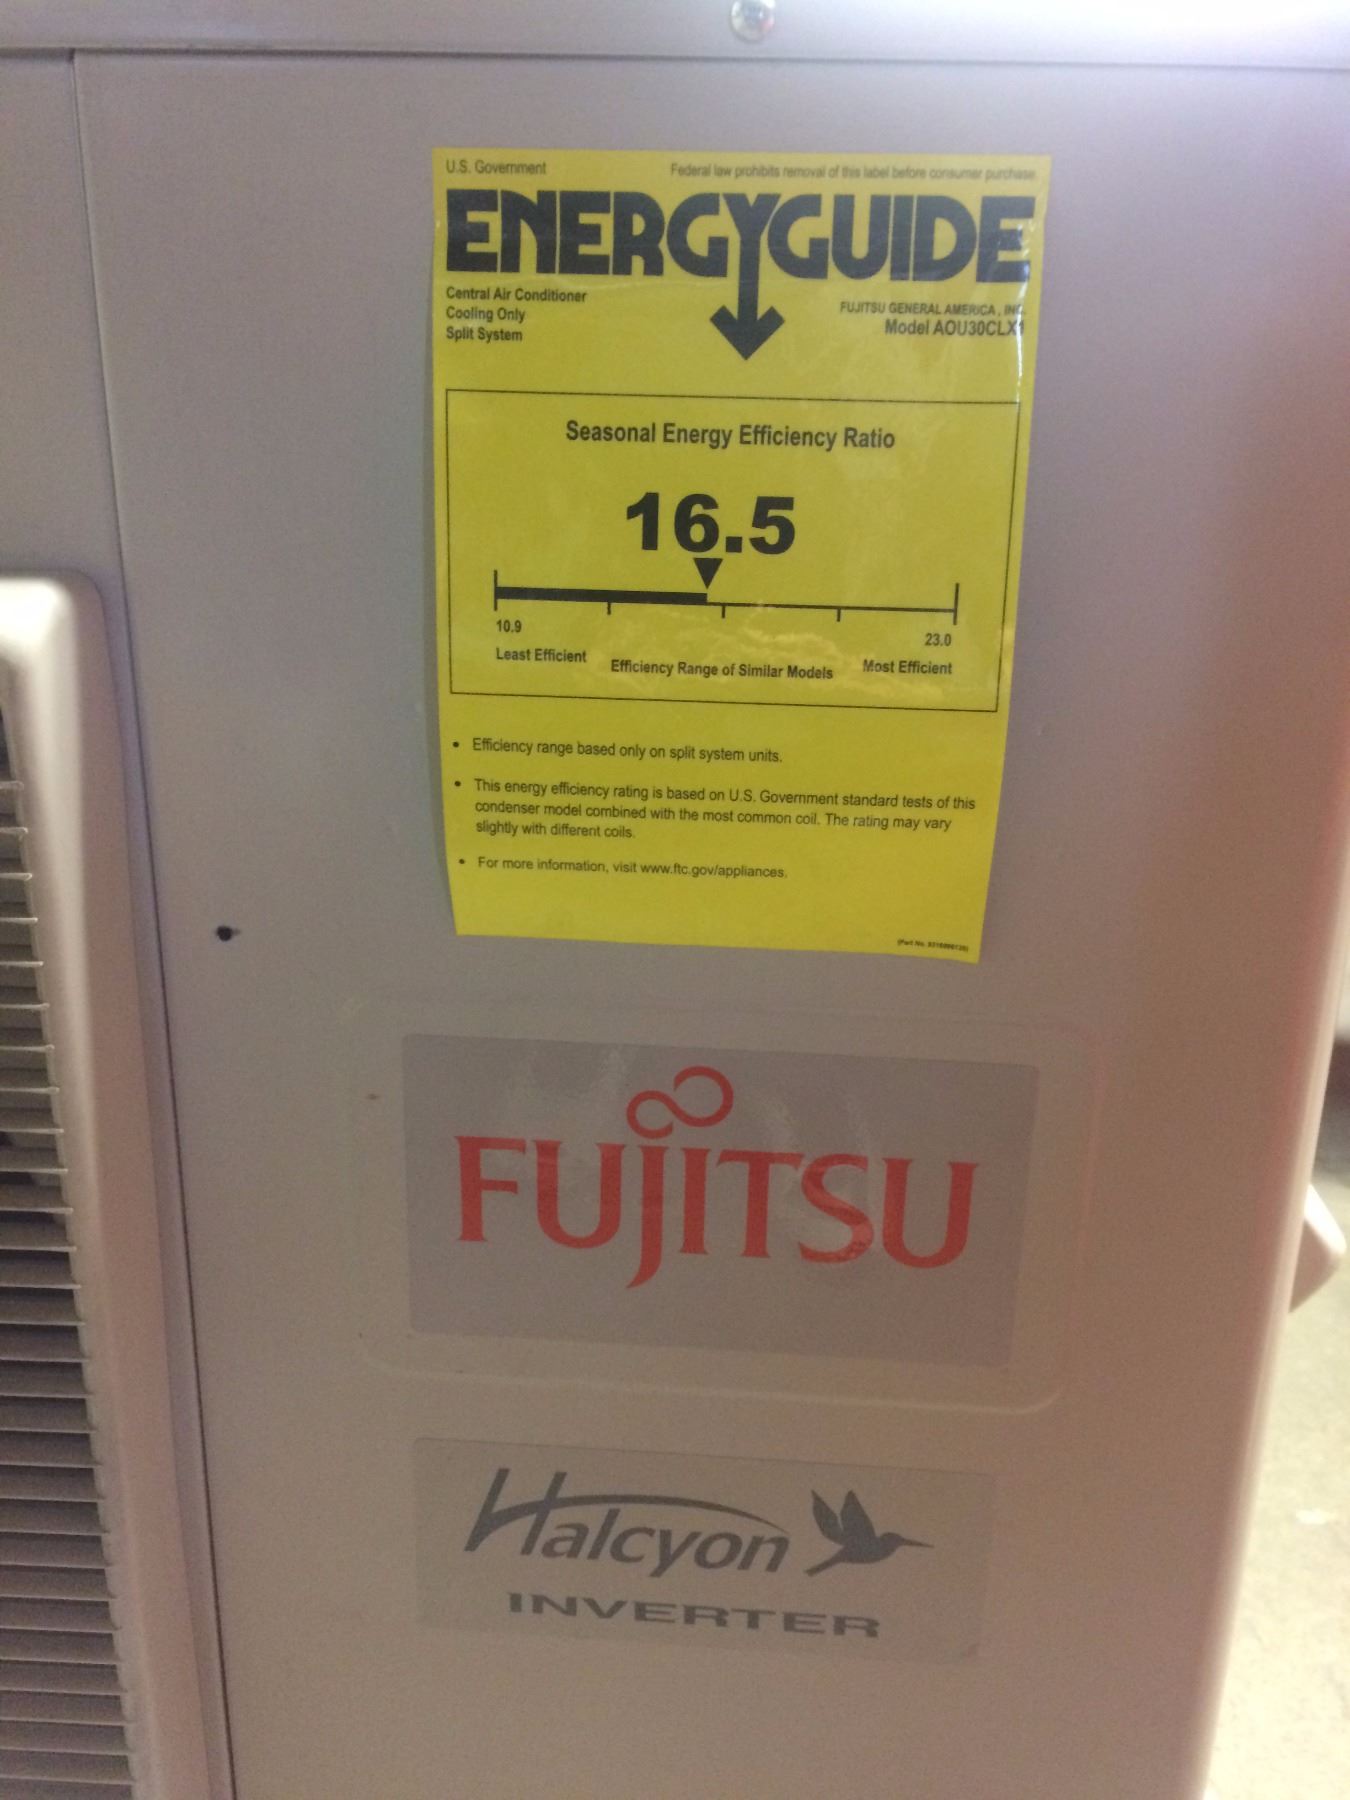 U.S. Government
Federal law prohibits removal of this label before consumer purchase.
ENERGYGUIDE
Central Air Conditioner
Cooling Only
Split System
FUJITSU GENERAL AMERICA, INC.
Model AOU30CLX1
Seasonal Energy Efficiency Ratio
16.5
10.9
23.0
Least Efficient
Efficiency Range of Similar Models
Most Efficient
• Efficiency range based only on split system units.
• This energy efficiency rating is based on U.S. Government standard tests of this
condenser model combined with the most common coil. The rating may vary
slightly with different coils.
• For more information, visit www.ftc.gov/appliances.
(Part No.
FUJITSU
Halcyon
INVERTER